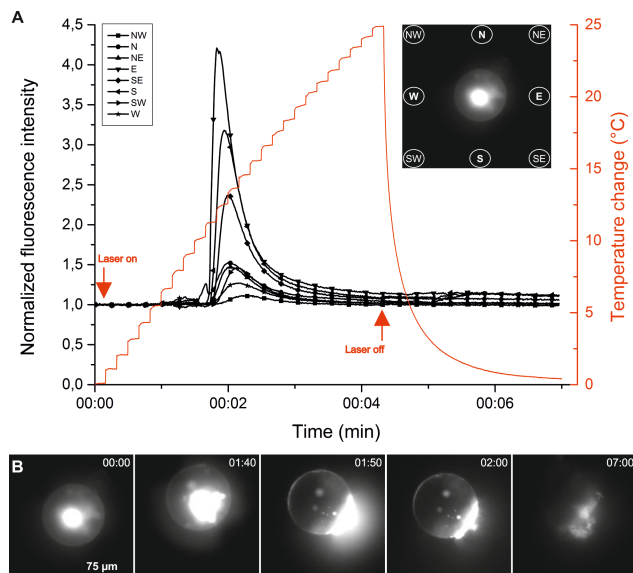 A
Normalized fluorescence intensity
4,5
4,0
3,5
3,0
2,5
2,0
1,5
1,0
0,5
0,0
NW
N
NE
E
SE
S
SW
W
Laser on
Laser off
NW N NE
W E
SW S SE
25
20
15
10
5
0
Temperature change (°C)
00:00 00:02 00:04 00:06
Time (min)
B
00:00 01:40 01:50 02:00 07:00
75 µm